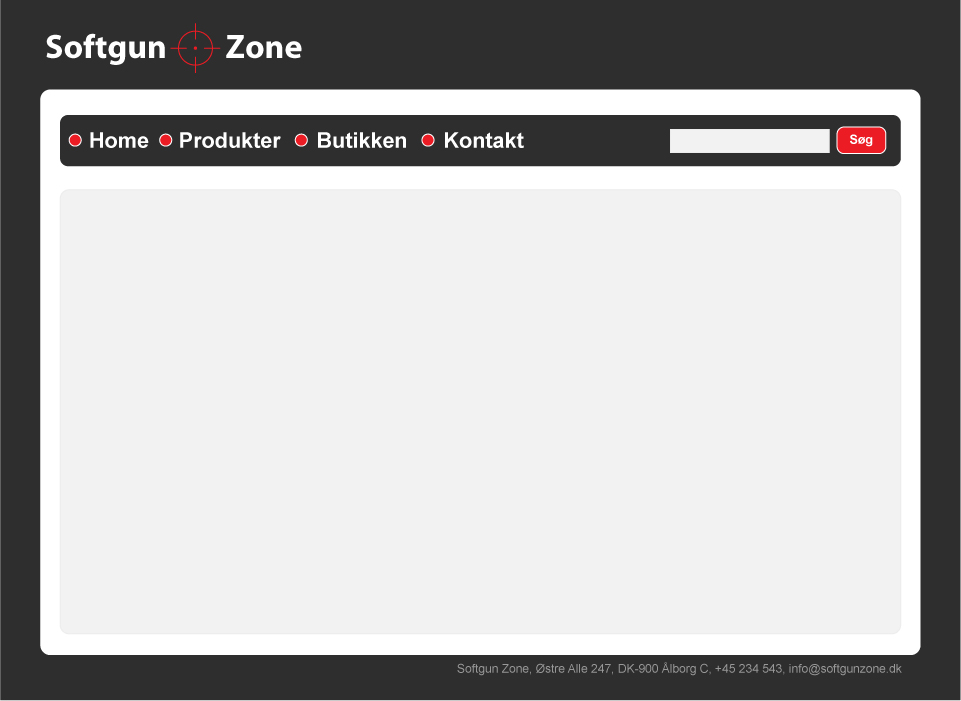 Softgun Zone
Home Produkter Butikken Kontakt Søg
Softgun Zone, Østre Alle 247, DK-900 Ålborg C, +45 234 543, info@softgunzone.dk